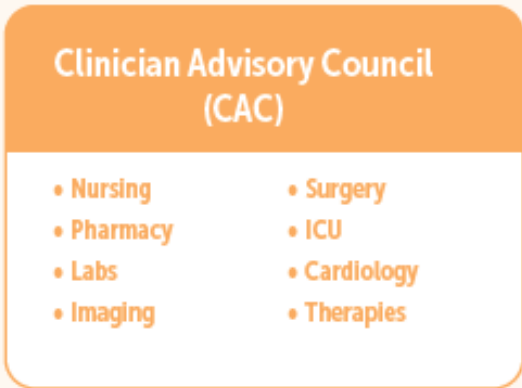 Clinician Advisory Council
(CAC)
• Nursing
• Pharmacy
• Labs
• Imaging
• Surgery
• ICU
• Cardiology
• Therapies